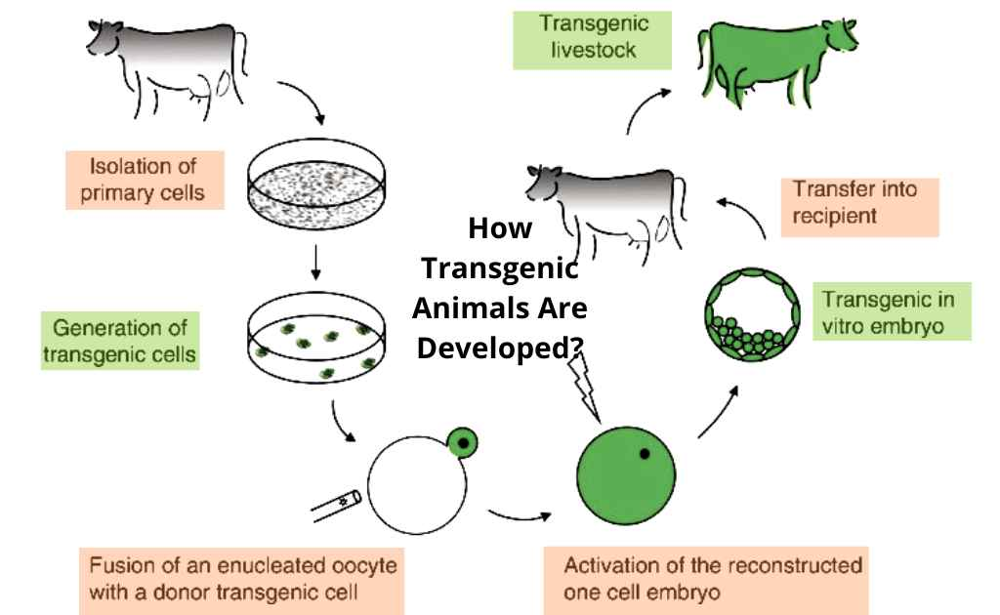 Transgenic
livestock
Isolation of
primary cells
Transfer into
recipient
How
Transgenic
Animals Are
Developed?
Generation of
transgenic cells
Transgenic in
vitro embryo
Fusion of an enucleated oocyte
with a donor transgenic cell
Activation of the reconstructed
one cell embryo